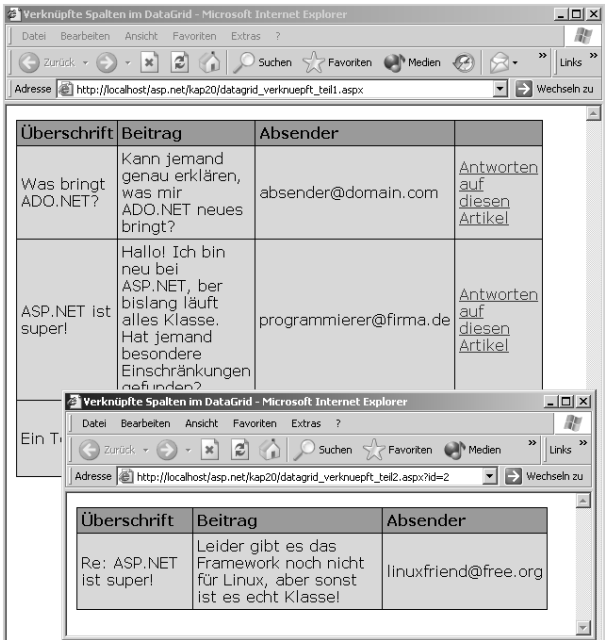 Verknüpfte Spalten im DataGrid - Microsoft Internet Explorer
Datei Bearbeiten Ansicht Favoriten Extras ?
Zurück Suchen Favoriten Medien » Links »
Adresse http://localhost/asp.net/kap20/datagrid_verknuepft_teil1.aspx Wechseln zu
Überschrift Beitrag Absender
Was bringt
ADO.NET?
Kann jemand
genau erklären,
was mir
ADO.NET neues
bringt?
absender@domain.com
Antworten
auf
diesen
Artikel
ASP.NET ist
super!
Hallo! Ich bin
neu bei
ASP.NET, ber
bislang läuft
alles Klasse.
Hat jemand
besondere
Einschränkungen
gefunden?
programmierer@firma.de
Antworten
auf
diesen
Artikel
Ein
Verknüpfte Spalten im DataGrid - Microsoft Internet Explorer
Datei Bearbeiten Ansicht Favoriten Extras ?
Zurück Suchen Favoriten Medien » Links »
Adresse http://localhost/asp.net/kap20/datagrid_verknuepft_teil2.aspx?id=2 Wechseln zu
Überschrift Beitrag Absender
Re: ASP.NET
ist super!
Leider gibt es das
Framework noch nicht
für Linux, aber sonst
ist es echt Klasse!
linuxfriend@free.org